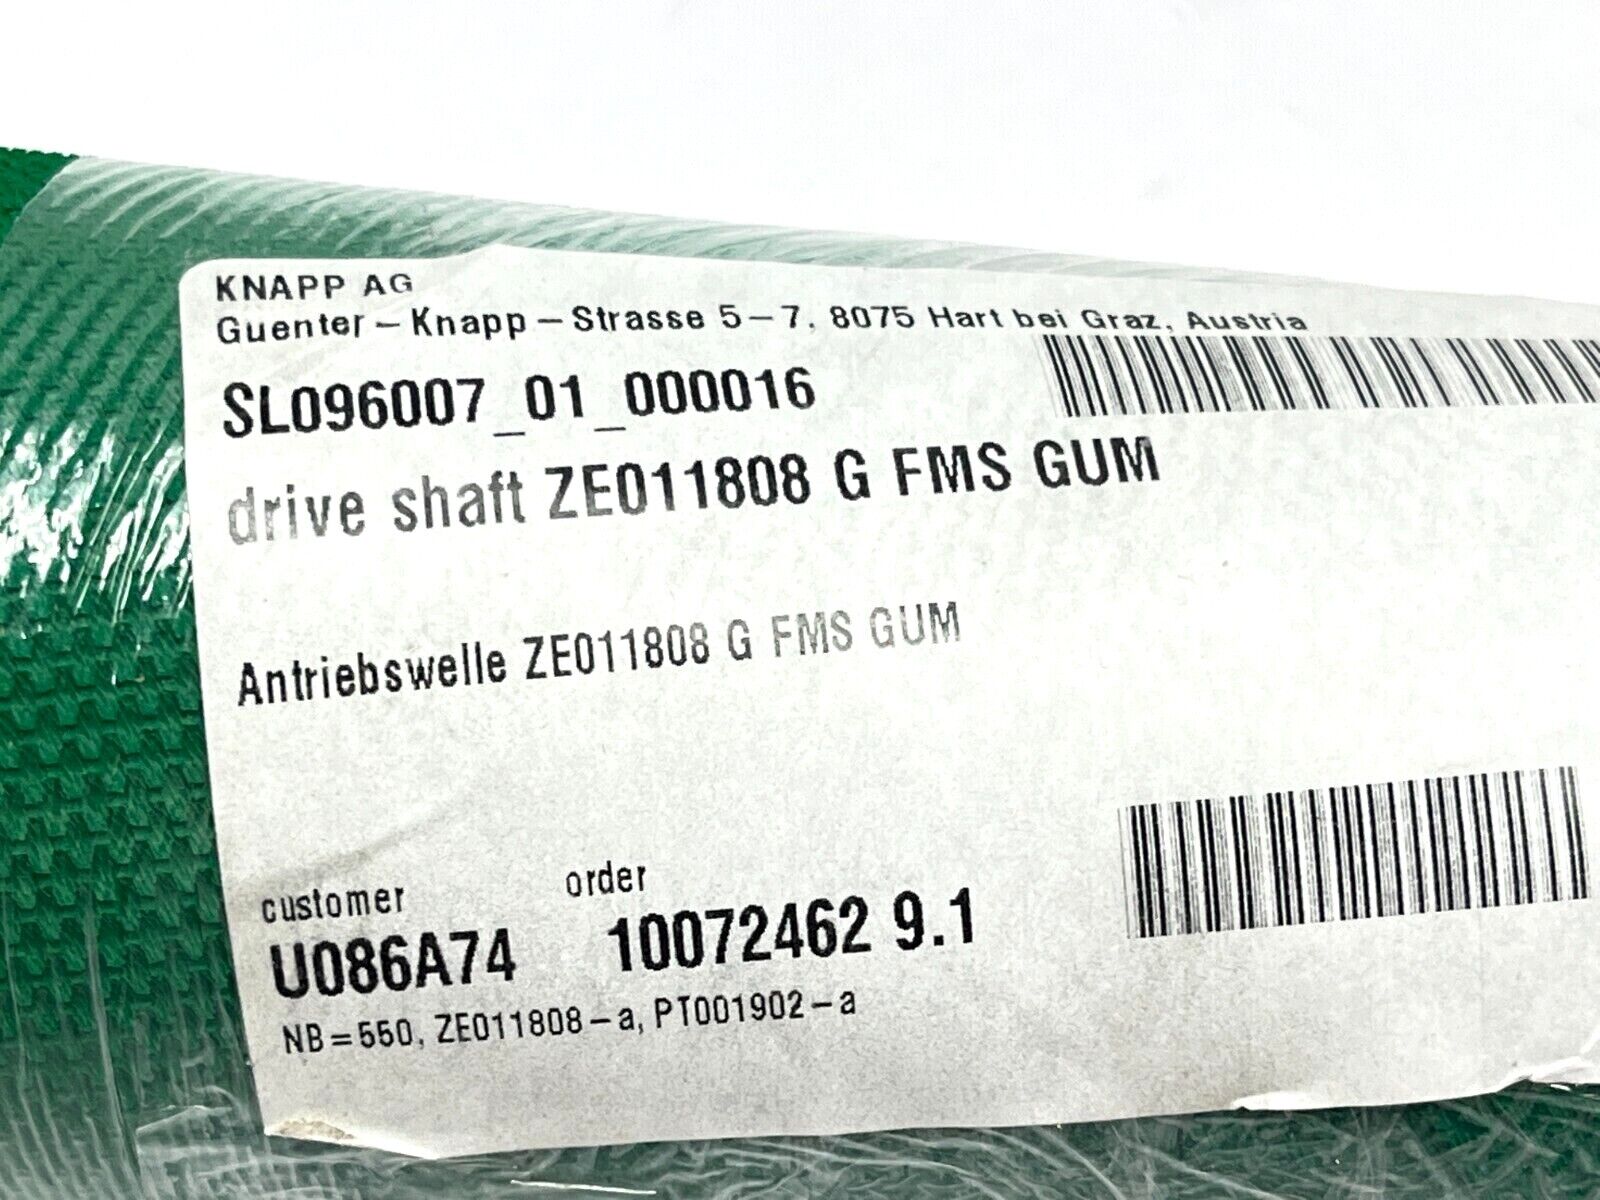 KNAPP AG
Guenter-Knapp-Strasse 5-7, 8075 Hart bei Graz, Austria
SL096007_01_000016
drive shaft ZE011808 G FMS GUM
Antriebswelle ZE011808 G FMS GUM
customer order
U086A74 10072462 9.1
NB=550, ZE011808-a, PT001902-a